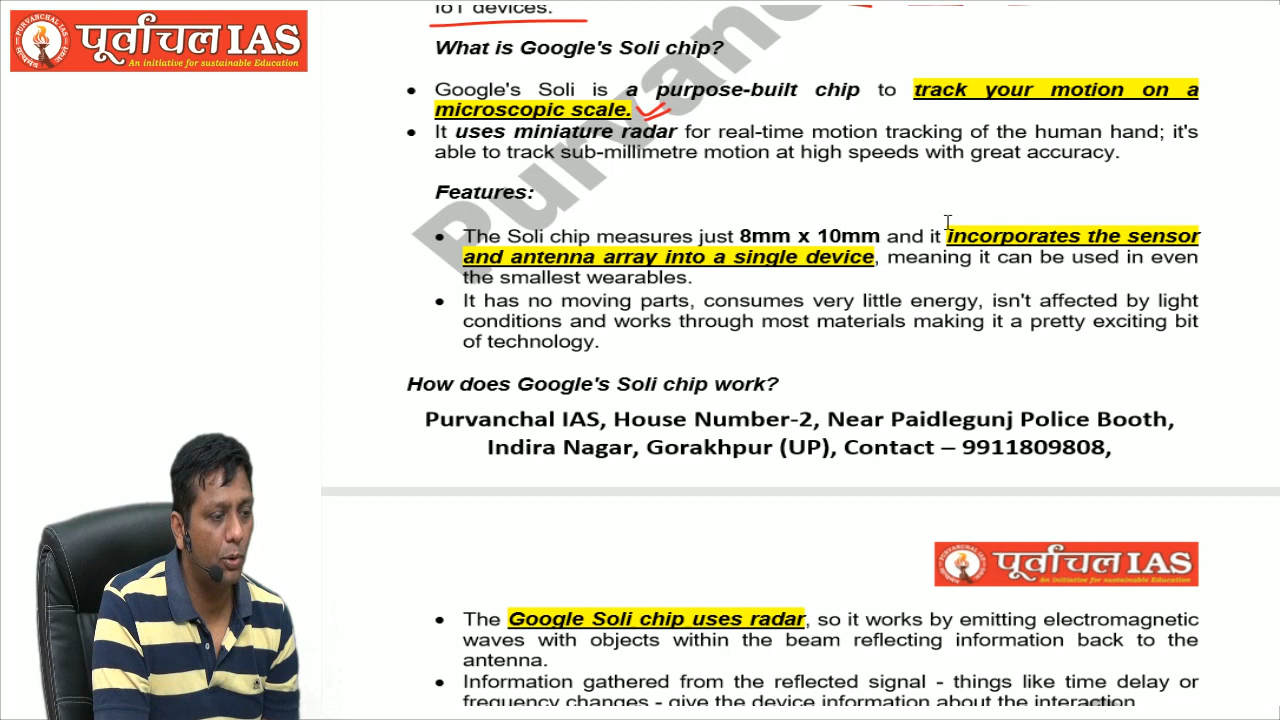 पूर्वांचल IAS
An initiative for sustainable Education
IoT devices.
What is Google's Soli chip?
• Google's Soli is a purpose-built chip to track your motion on a
microscopic scale.
• It uses miniature radar for real-time motion tracking of the human hand; it's
able to track sub-millimetre motion at high speeds with great accuracy.
Features:
• The Soli chip measures just 8mm x 10mm and it incorporates the sensor
and antenna array into a single device, meaning it can be used in even
the smallest wearables.
• It has no moving parts, consumes very little energy, isn't affected by light
conditions and works through most materials making it a pretty exciting bit
of technology.
How does Google's Soli chip work?
Purvanchal IAS, House Number-2, Near Paidlegunj Police Booth,
Indira Nagar, Gorakhpur (UP), Contact – 9911809808,
पूर्वांचल IAS
An initiative for sustainable Education
• The Google Soli chip uses radar, so it works by emitting electromagnetic
waves with objects within the beam reflecting information back to the
antenna.
• Information gathered from the reflected signal - things like time delay or
frequency changes - give the device information about the interaction